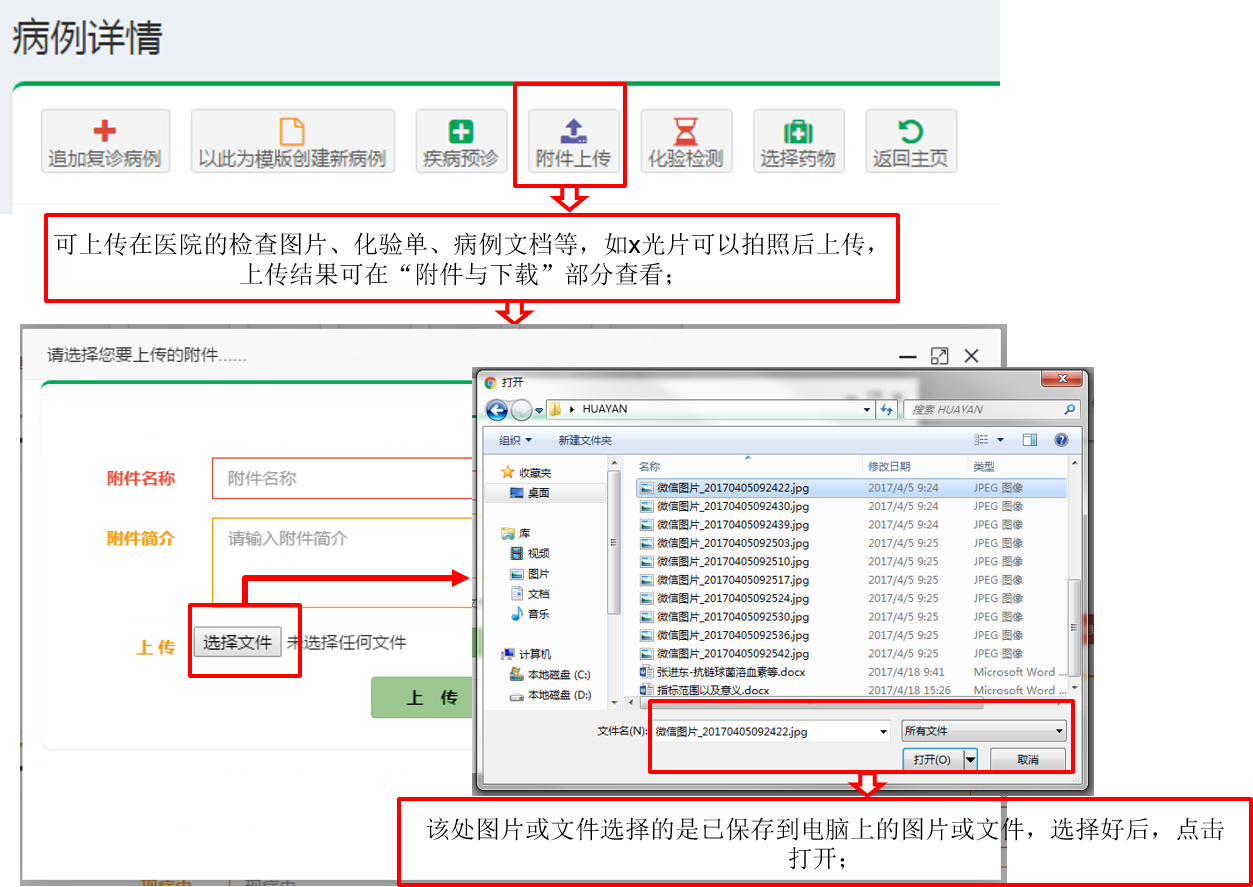 病例详情
追加复诊病例
以此为模版创建新病例
疾病预诊
附件上传
化验检测
选择药物
返回主页
可上传在医院的检查图片、化验单、病例文档等，如x光片可以拍照后上传，
上传结果可在“附件与下载”部分查看；
请选择您要上传的附件......
附件名称
附件名称
附件简介
请输入附件简介
上 传
选择文件
未选择任何文件
上 传
打开
HUAYAN
搜索 HUAYAN
组织
新建文件夹
收藏夹
桌面
库
视频
图片
文档
音乐
计算机
本地磁盘 (C:)
本地磁盘 (D:)
名称 修改日期 类型
微信图片_20170405092422.jpg 2017/4/5 9:24 JPEG 图像
微信图片_20170405092430.jpg 2017/4/5 9:24 JPEG 图像
微信图片_20170405092439.jpg 2017/4/5 9:24 JPEG 图像
微信图片_20170405092503.jpg 2017/4/5 9:25 JPEG 图像
微信图片_20170405092510.jpg 2017/4/5 9:25 JPEG 图像
微信图片_20170405092517.jpg 2017/4/5 9:25 JPEG 图像
微信图片_20170405092524.jpg 2017/4/5 9:25 JPEG 图像
微信图片_20170405092530.jpg 2017/4/5 9:25 JPEG 图像
微信图片_20170405092536.jpg 2017/4/5 9:25 JPEG 图像
微信图片_20170405092542.jpg 2017/4/5 9:25 JPEG 图像
张进东-抗链球菌溶血素等.docx 2017/4/18 9:41 Microsoft Word ...
指标范围以及意义.docx 2017/4/18 15:26 Microsoft Word ...
文件名(N): 微信图片_20170405092422.jpg 所有文件
打开(O) 取消
该处图片或文件选择的是已保存到电脑上的图片或文件，选择好后，点击
打开；